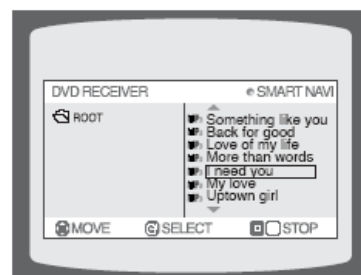 DVD RECEIVER SMART NAVI
ROOT
Something like you
Back for good
Love of my life
More than words
I need you
My love
Uptown girl
MOVE SELECT STOP